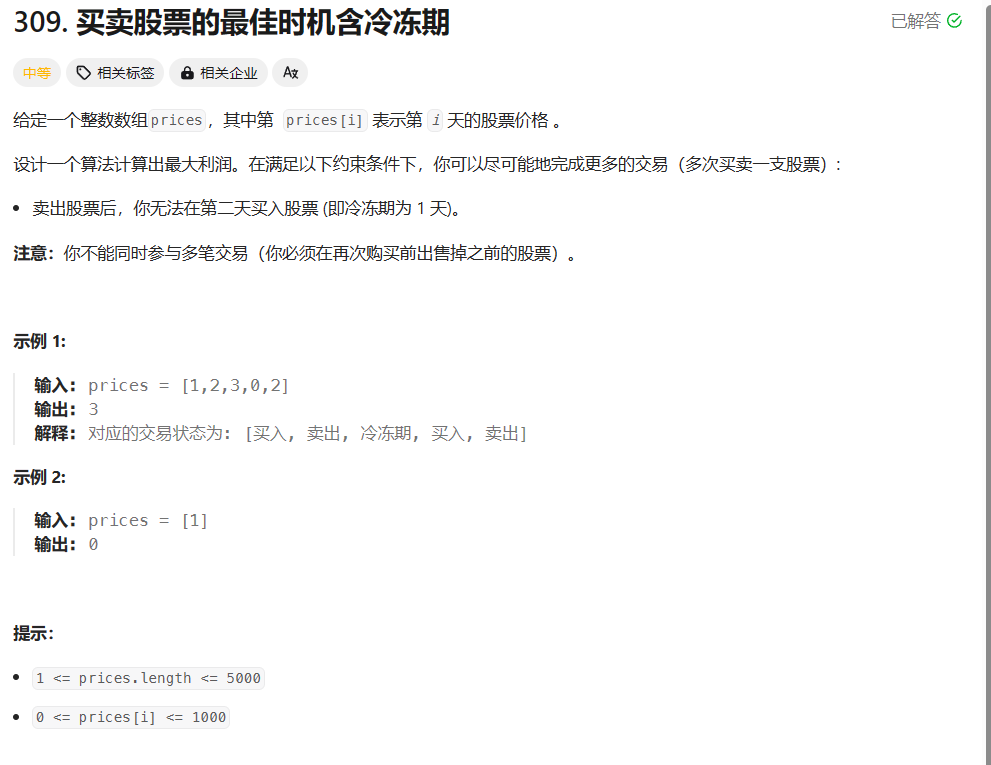 309. 买卖股票的最佳时机含冷冻期
已解答
中等 相关标签 相关企业 Aあ
给定一个整数数组prices，其中第 prices[i] 表示第 i 天的股票价格 。
设计一个算法计算出最大利润。在满足以下约束条件下，你可以尽可能地完成更多的交易（多次买卖一支股票）:
• 卖出股票后，你无法在第二天买入股票 (即冷冻期为 1 天)。
注意：你不能同时参与多笔交易（你必须在再次购买前出售掉之前的股票）。
示例 1:
输入: prices = [1,2,3,0,2]
输出: 3
解释: 对应的交易状态为: [买入, 卖出, 冷冻期, 买入, 卖出]
示例 2:
输入: prices = [1]
输出: 0
提示：
• 1 <= prices.length <= 5000
• 0 <= prices[i] <= 1000